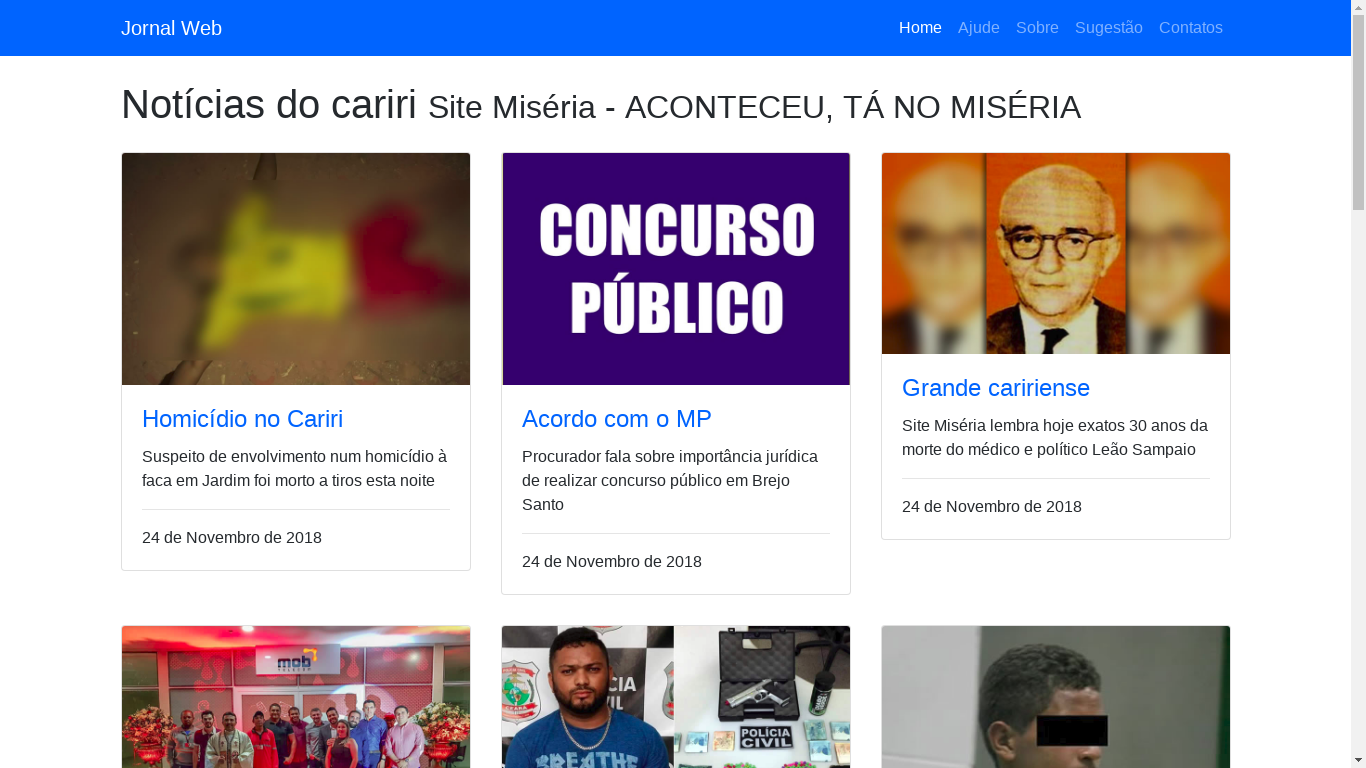 Jornal Web
Home Ajude Sobre Sugestão Contatos
Notícias do cariri Site Miséria - ACONTECEU, TÁ NO MISÉRIA
CONCURSO
PÚBLICO
Homicídio no Cariri
Suspeito de envolvimento num homicídio à
faca em Jardim foi morto a tiros esta noite
24 de Novembro de 2018
Acordo com o MP
Procurador fala sobre importância jurídica
de realizar concurso público em Brejo
Santo
24 de Novembro de 2018
Grande caririense
Site Miséria lembra hoje exatos 30 anos da
morte do médico e político Leão Sampaio
24 de Novembro de 2018
mob
TELECOM
CIVIL
BREATHE
POLÍCIA
CIVIL